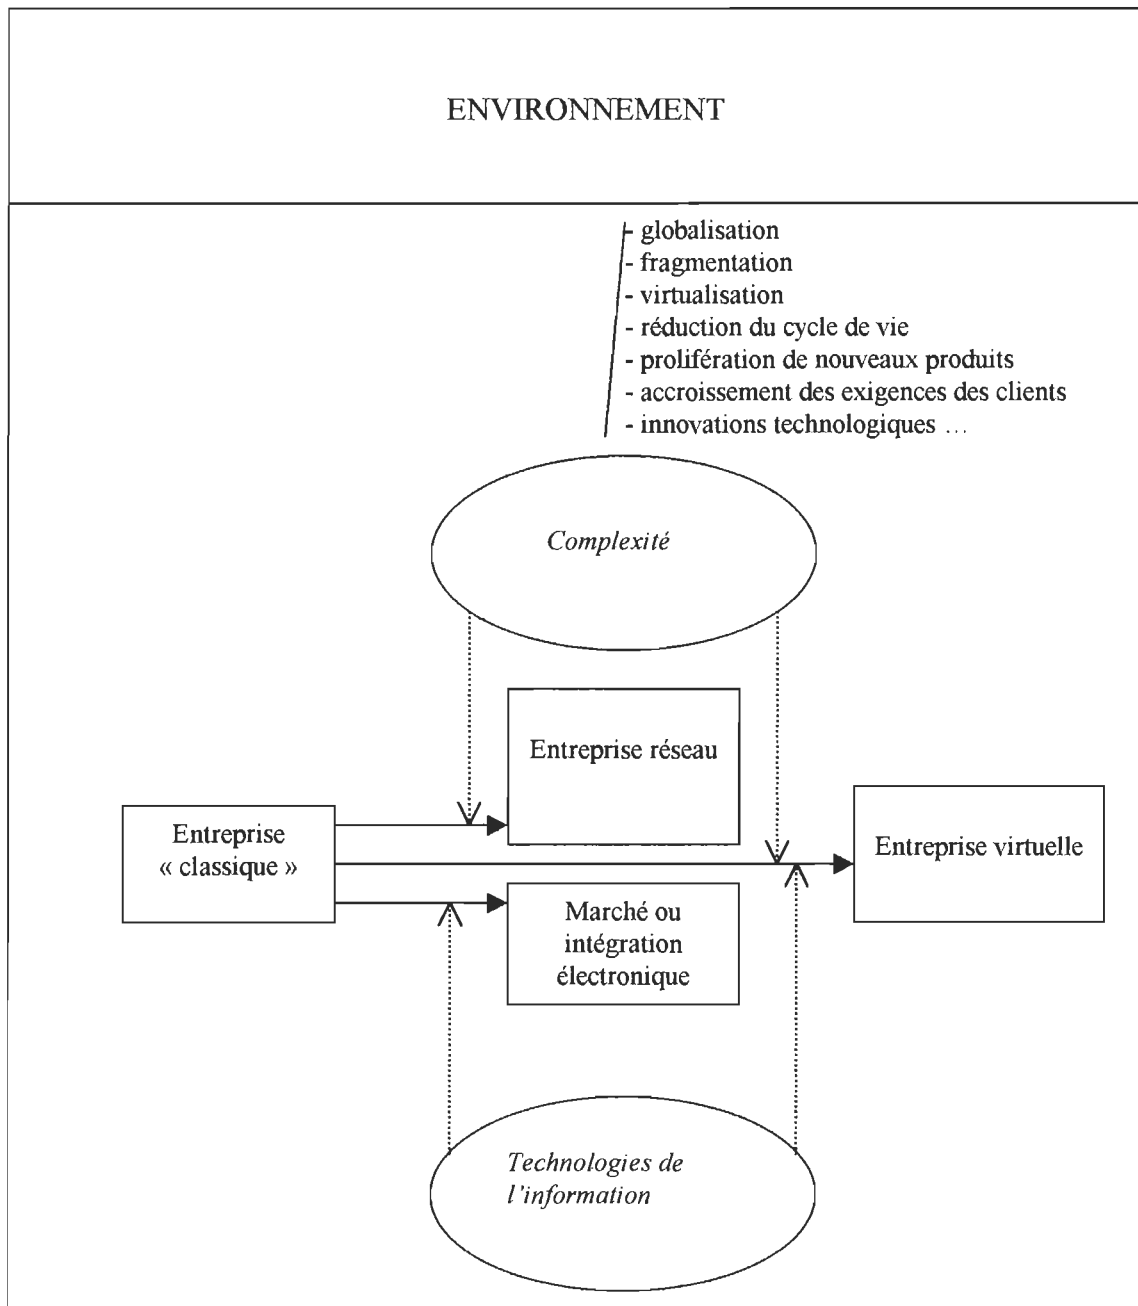 ENVIRONNEMENT
- globalisation
- fragmentation
- virtualisation
- réduction du cycle de vie
- prolifération de nouveaux produits
- accroissement des exigences des clients
- innovations technologiques ...
Complexité
Entreprise réseau
Entreprise
« classique »
Entreprise virtuelle
Marché ou
intégration
électronique
Technologies de
l'information